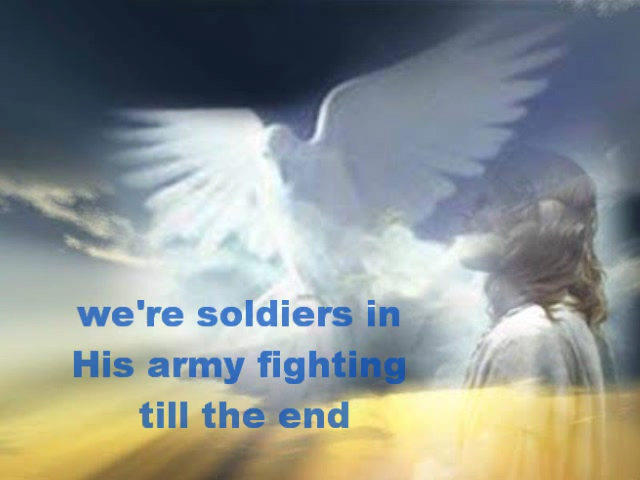 we're soldiers in
His army fighting
till the end